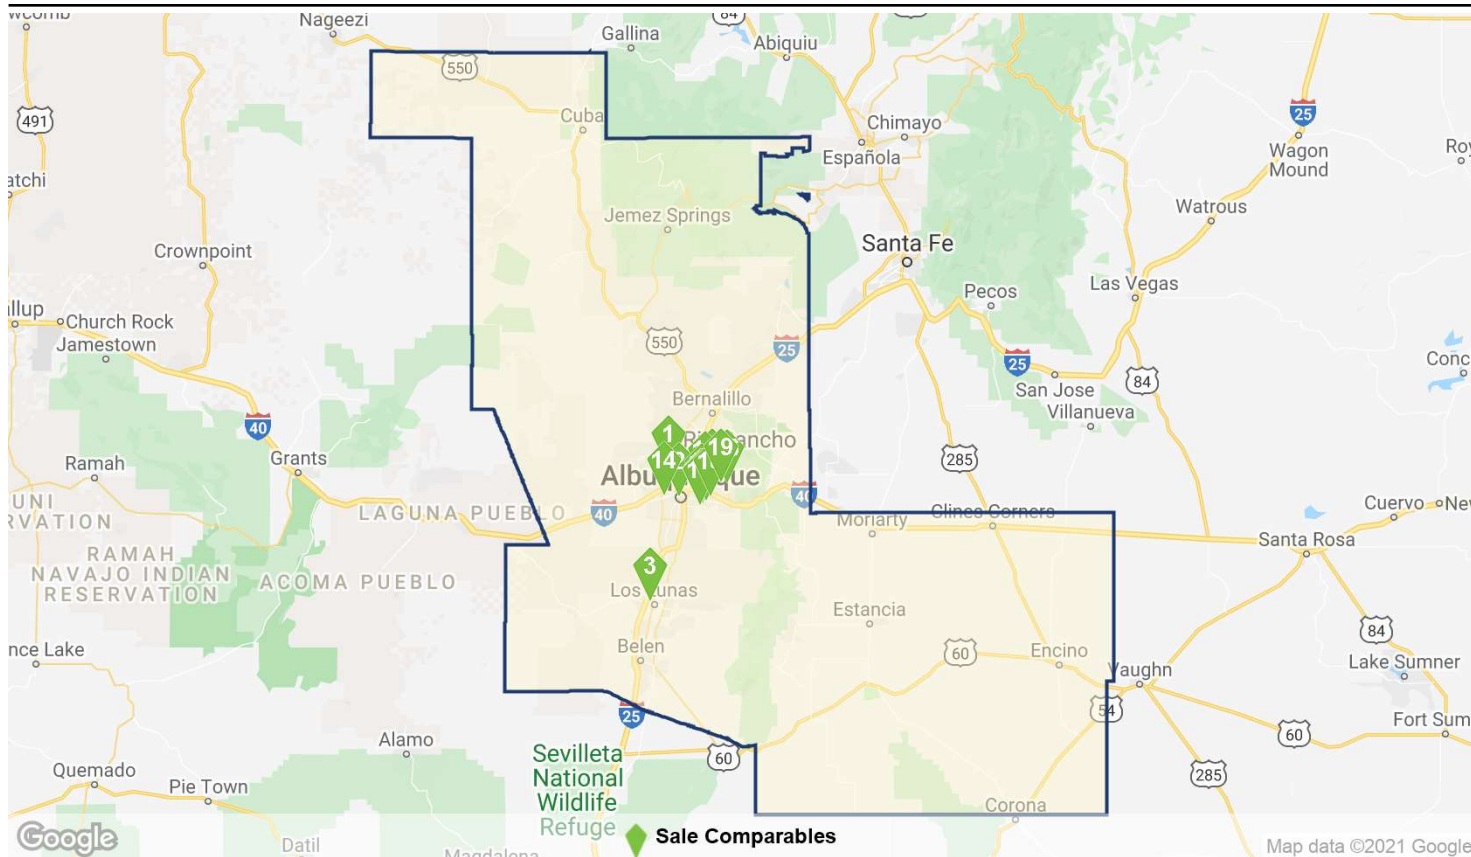 Nageezi
84
Gallina
Abiquiu
550
Cuba
491
Chimayo
Española
25
Wagon
Mound
Jemez Springs
Watrous
Crownpoint
Santa Fe
Las Vegas
Pecos
Church Rock
Jamestown
550
25
25
San Jose
84
Villanueva
Bernalillo
40
1
19
14
Ramah
Grants
285
Albuquerque
40
40
LAGUNA PUEBLO
Moriarty
Clines Corners
Cuervo
Santa Rosa
RAMAH
NAVAJO INDIAN
RESERVATION
ACOMA PUEBLO
3
Los Lunas
Estancia
Belen
60
Encino
84
Vaughn
Lake Sumner
54
25
60
60
Alamo
Sevilleta
National
Wildlife
Refuge
Quemado
Pie Town
285
Corona
Google
Datil
Magdalena
Sale Comparables
Map data ©2021 Google